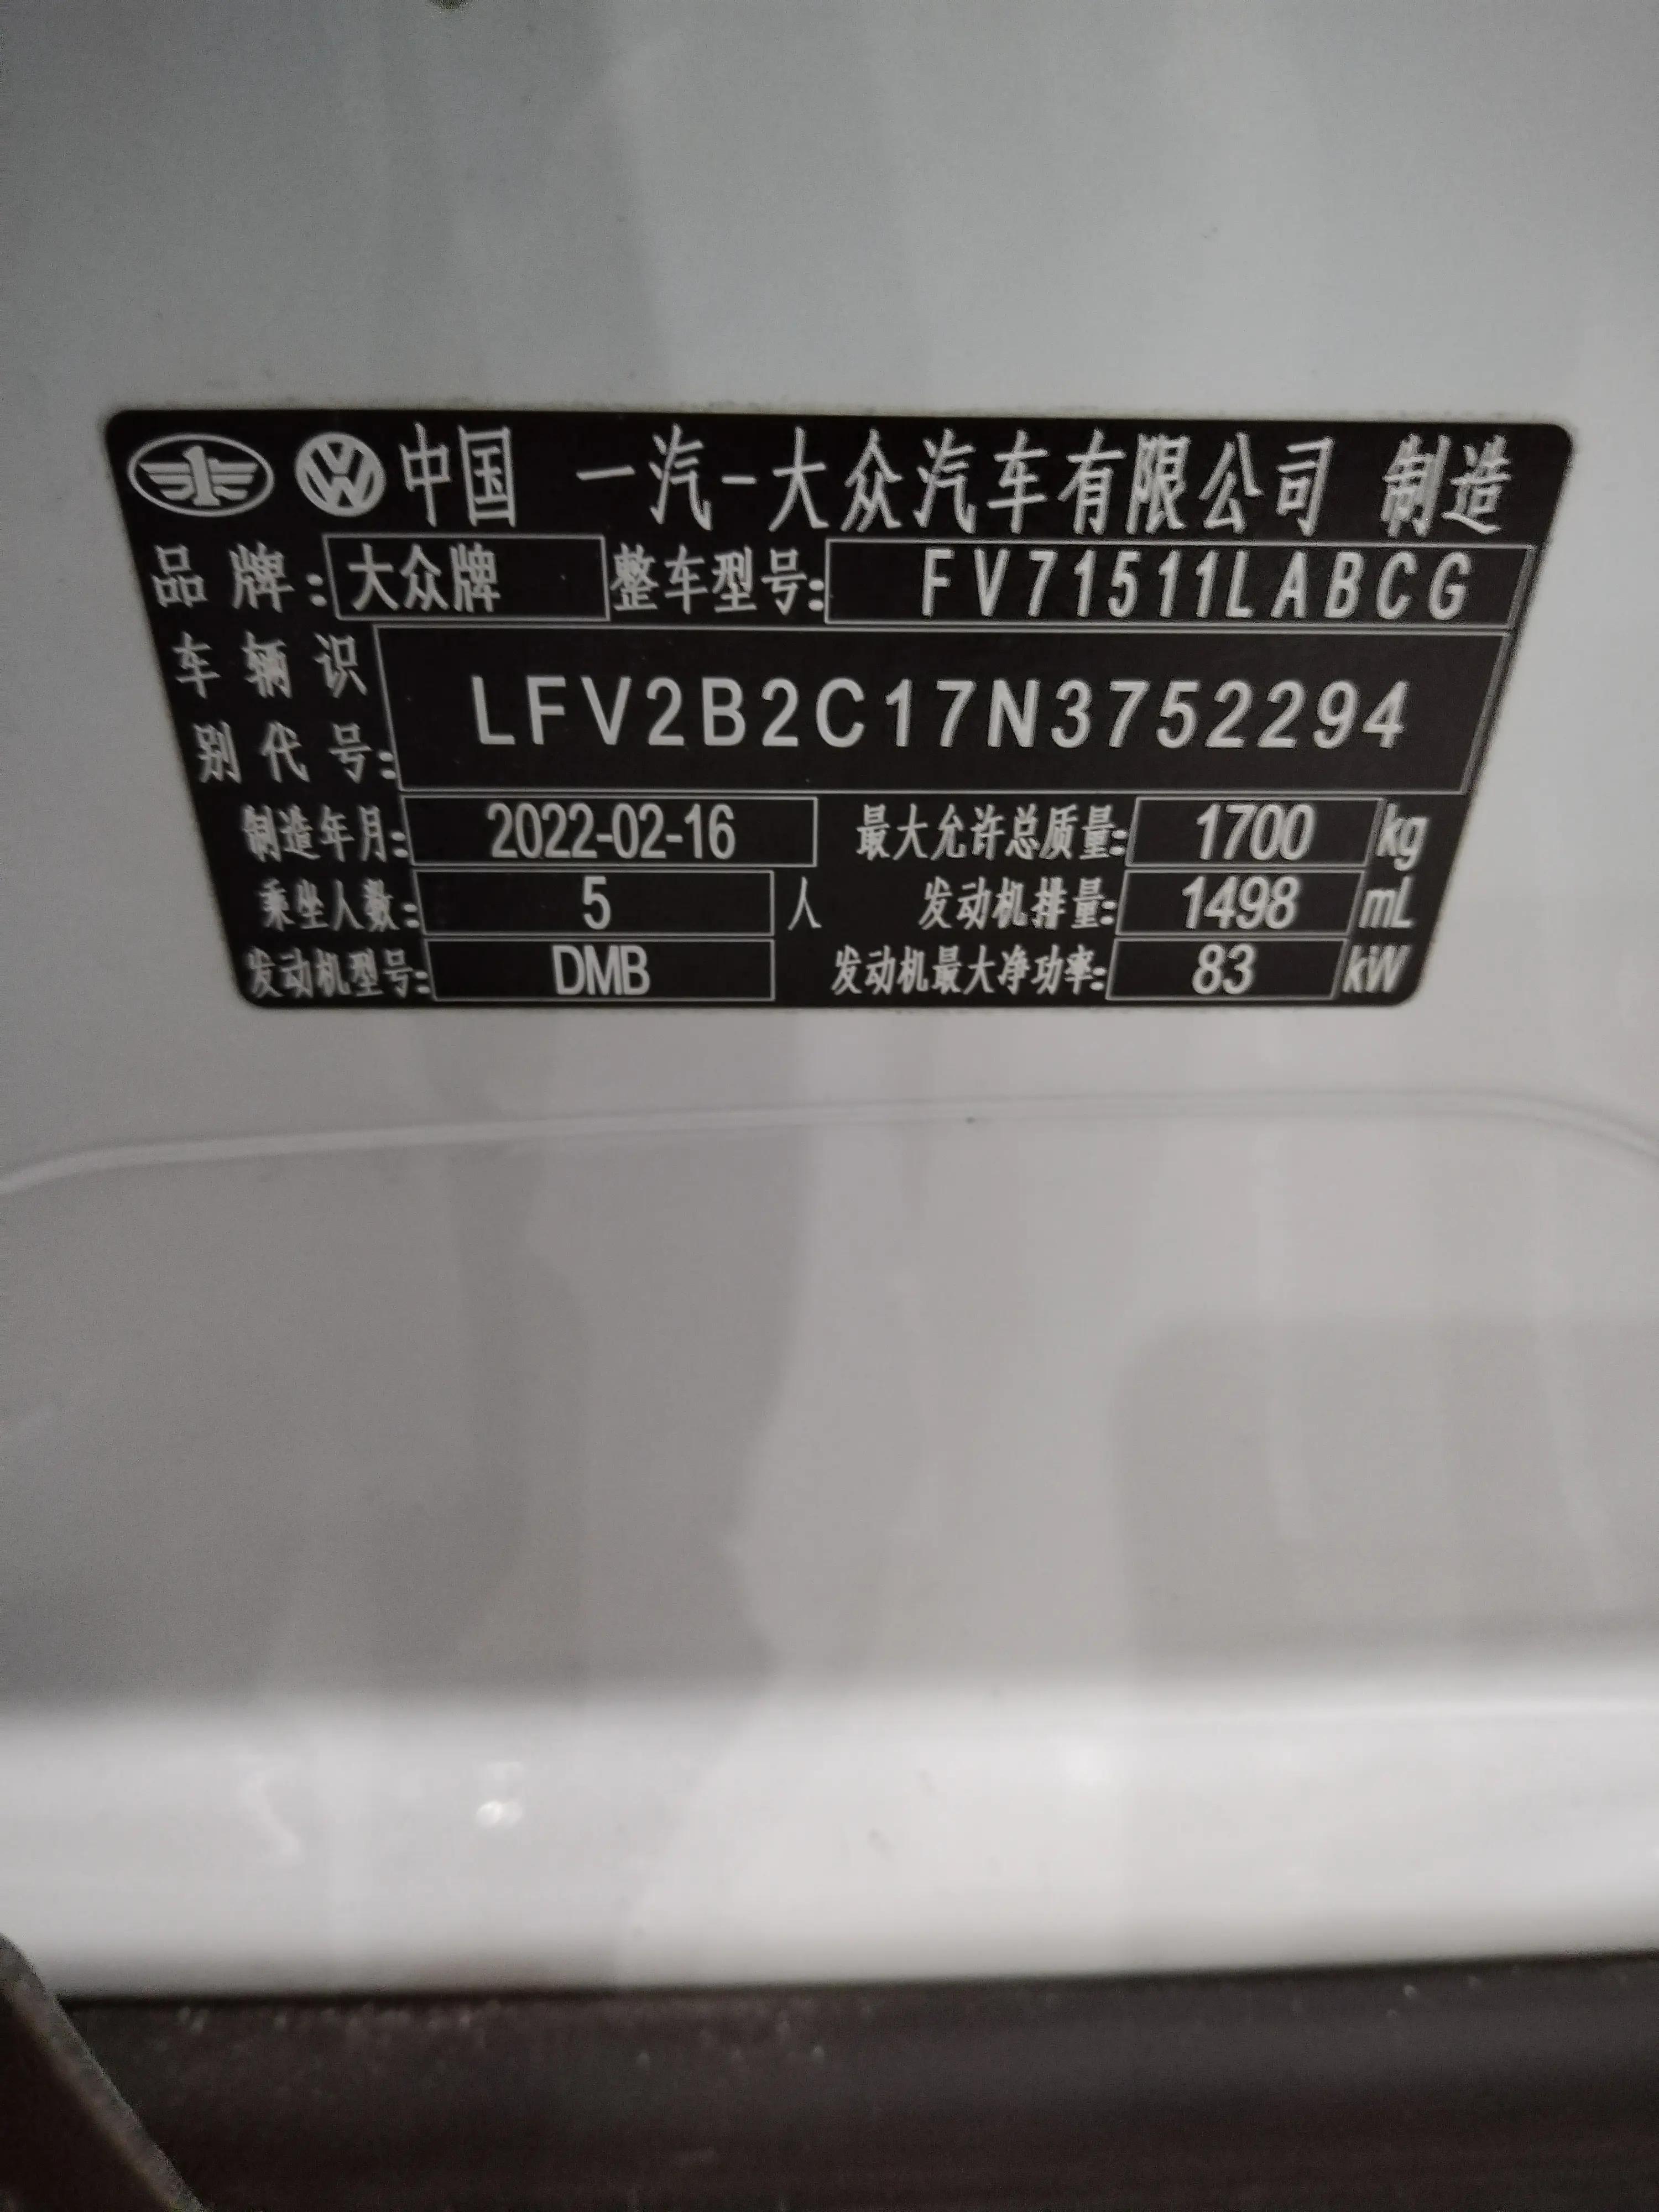 中国 一汽-大众汽车有限公司 制造
品牌: 大众牌 整车型号: FV71511LABCG
车辆识
别代号: LFV2B2C17N3752294
制造年月: 2022-02-16 最大允许总质量: 1700 kg
乘坐人数: 5 人 发动机排量: 1498 mL
发动机型号: DMB 发动机最大净功率: 83 kW